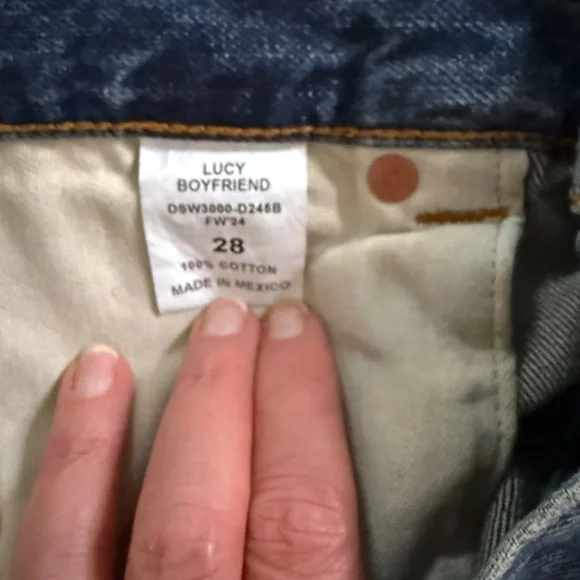 LUCY
BOYFRIEND
DSW3000-D245B
FW'24
28
100% COTTON
MADE IN MEXICO